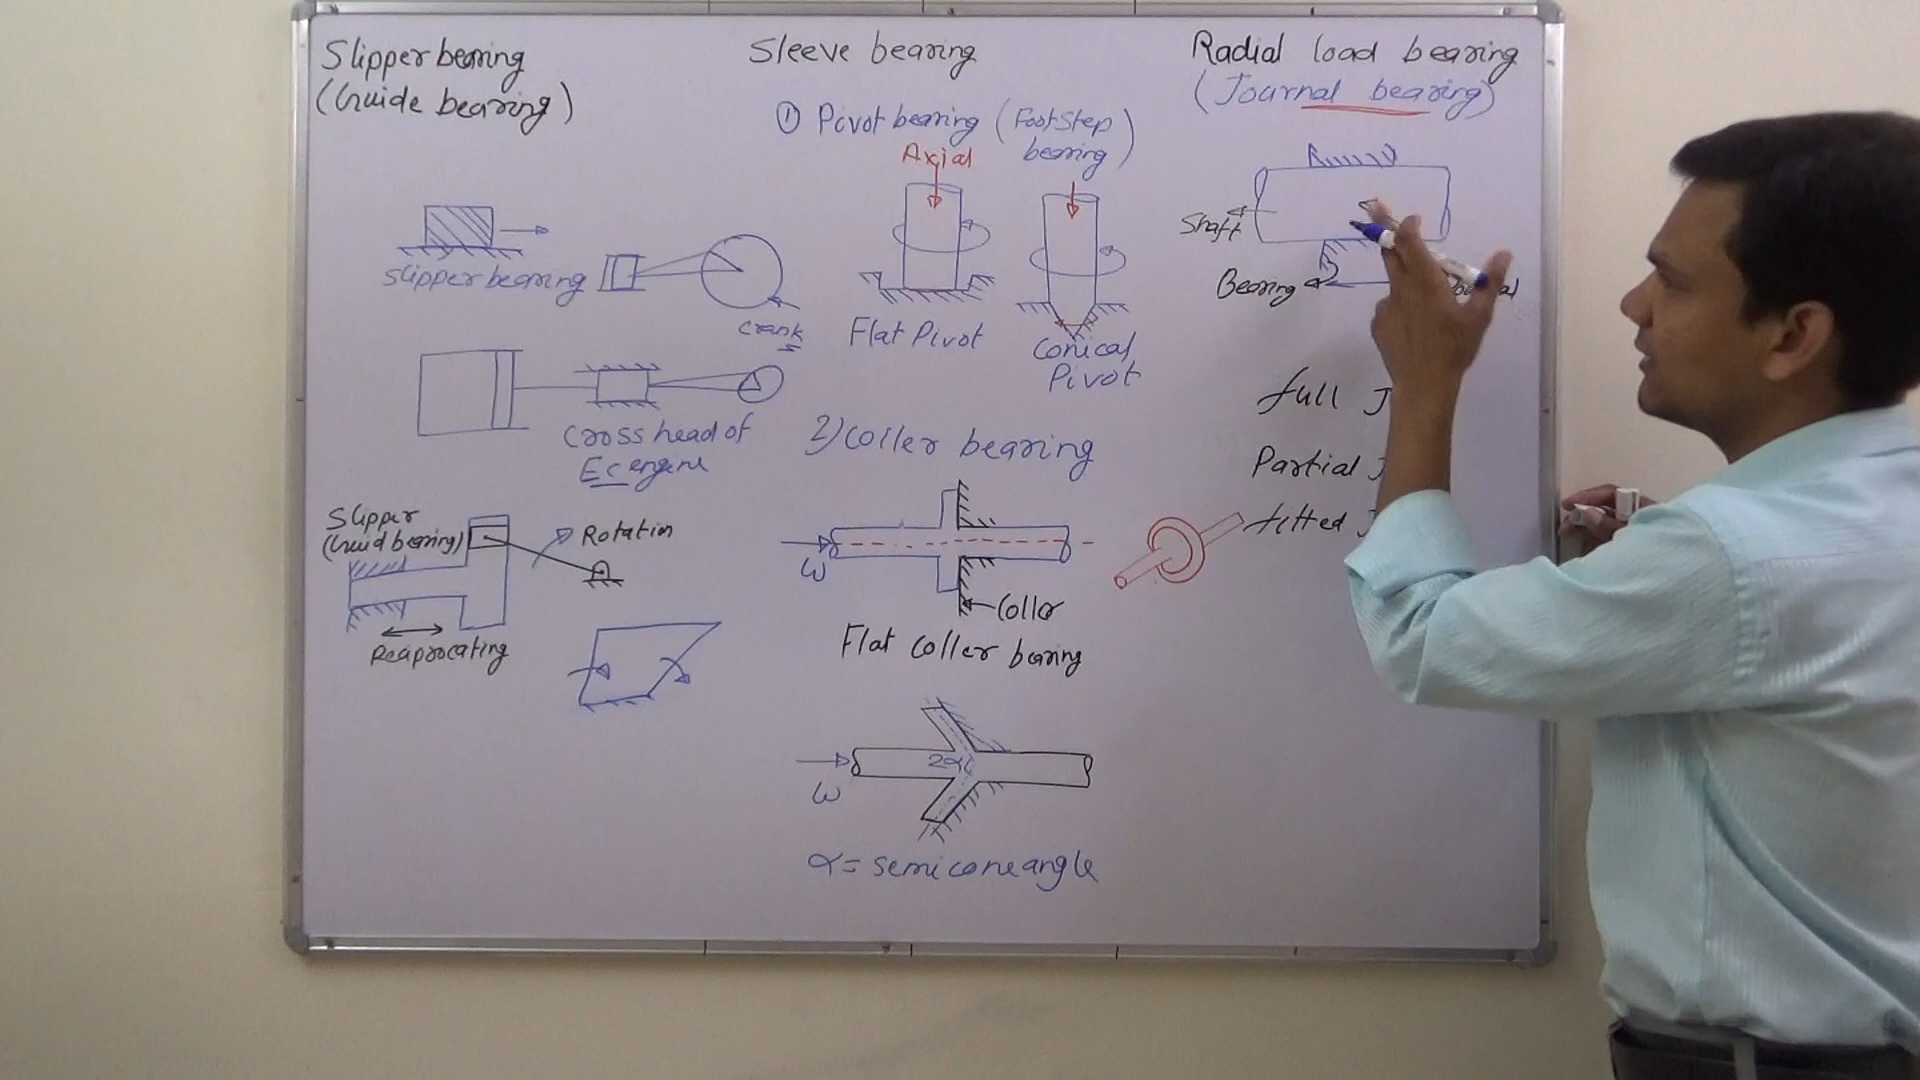 Slipper bearing
(Guide bearing)
slipper bearing
crank
Cross head of
Ec engine
Slipper
(Guid bearing)
Rotation
Reciprocating
Sleeve bearing
① Pivot bearing (FootStep
bearing)
Axial
Flat Pivot
Conical
Pivot
2) Coller bearing
ω
Coller
Flat Coller bearing
2α
ω
α = semi cone angle
Radial load bearing
(Journal bearing)
Shaft
Bearing
full J
Partial J
fitted J